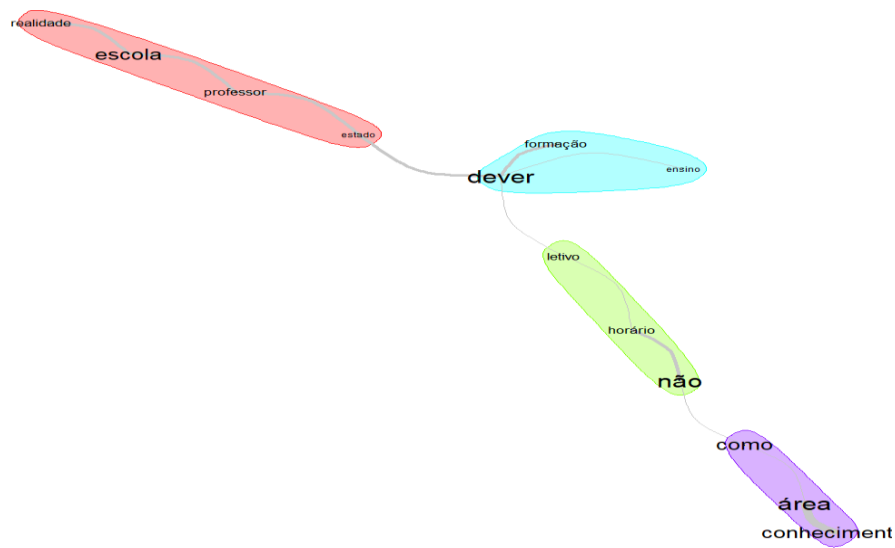 realidade
escola
professor
estado
formação
ensino
dever
letivo
horário
não
como
área
conheciment